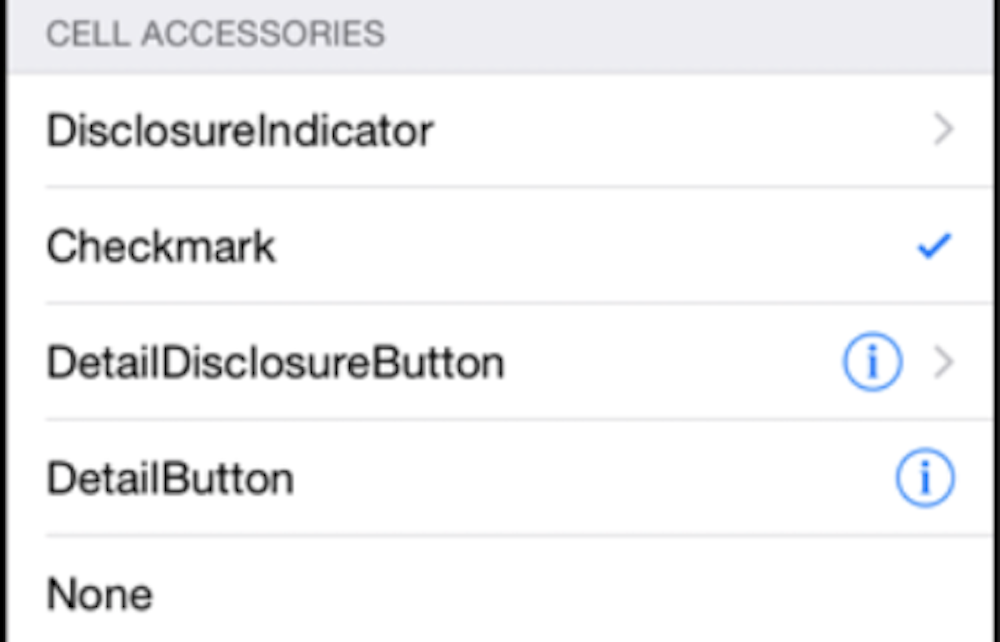 CELL ACCESSORIES
DisclosureIndicator
Checkmark
DetailDisclosureButton
DetailButton
None